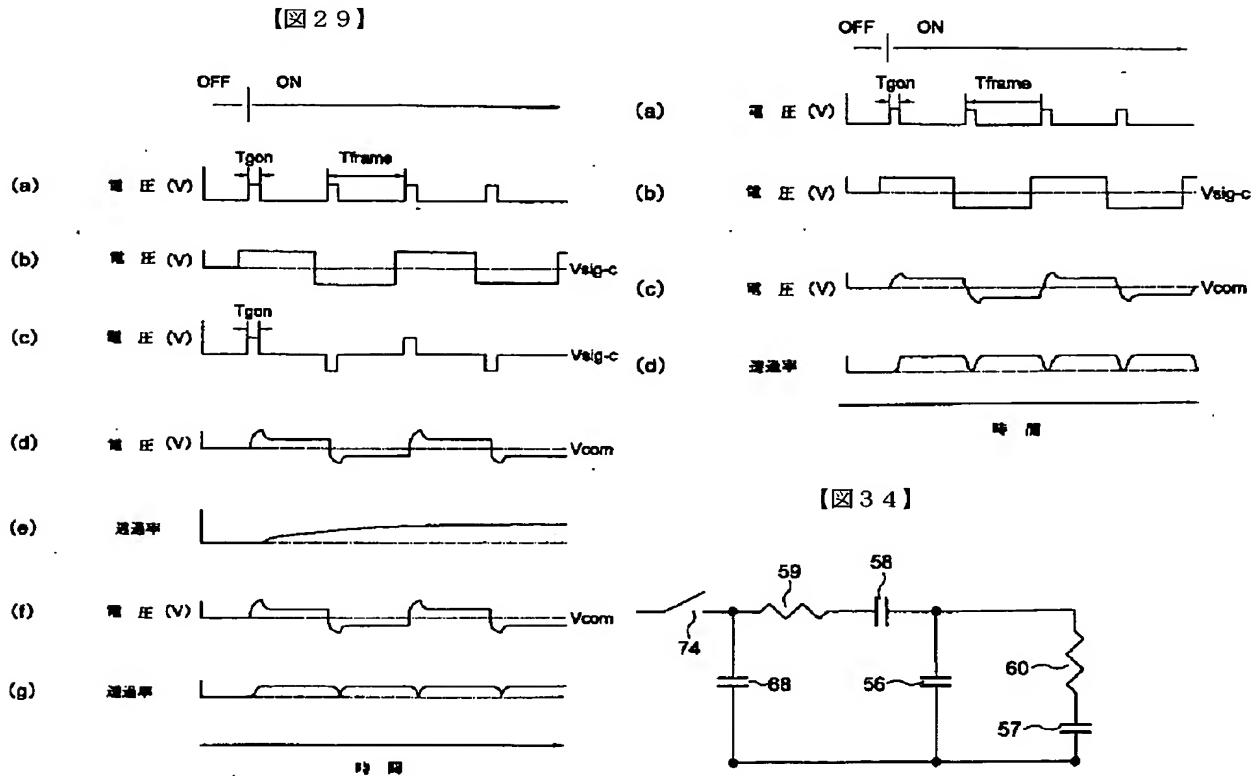 【図２９】
OFF ON
(a) 電 圧 (V) Tgon Tframe
(b) 電 圧 (V) Vsig-c
(c) 電 圧 (V) Tgon Vsig-c
(d) 電 圧 (V) Vcom
(e) 透過率
(f) 電 圧 (V) Vcom
(g) 透過率
時 間
OFF ON
(a) 電 圧 (V) Tgon Tframe
(b) 電 圧 (V) Vsig-c
(c) 電 圧 (V) Vcom
(d) 透過率
時 間
【図３４】
58
59
74
60
68
56
57